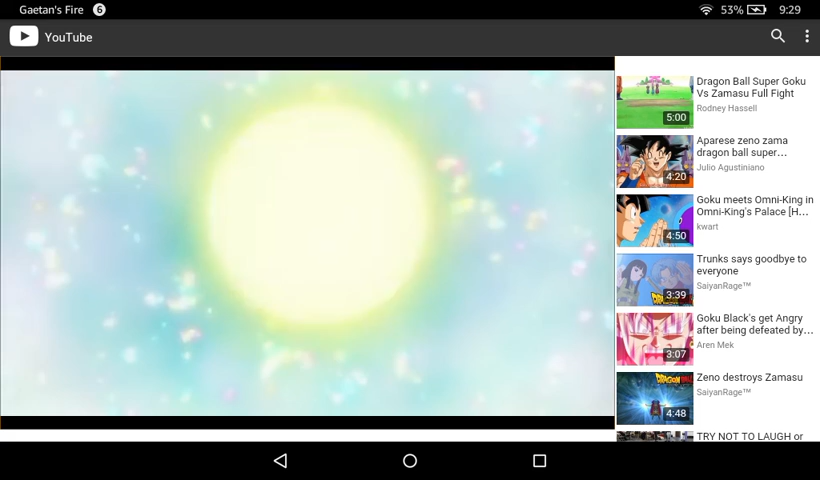 Gaetan's Fire 6 53% 9:29
YouTube
Dragon Ball Super Goku
Vs Zamasu Full Fight
Rodney Hassell
5:00
Aparese zeno zama
dragon ball super...
Julio Agustiniano
4:20
Goku meets Omni-King in
Omni-King's Palace [H...
kwart
4:50
Trunks says goodbye to
everyone
SaiyanRage™
3:39
Goku Black's get Angry
after being defeated by...
Aren Mek
3:07
Zeno destroys Zamasu
SaiyanRage™
4:48
TRY NOT TO LAUGH or